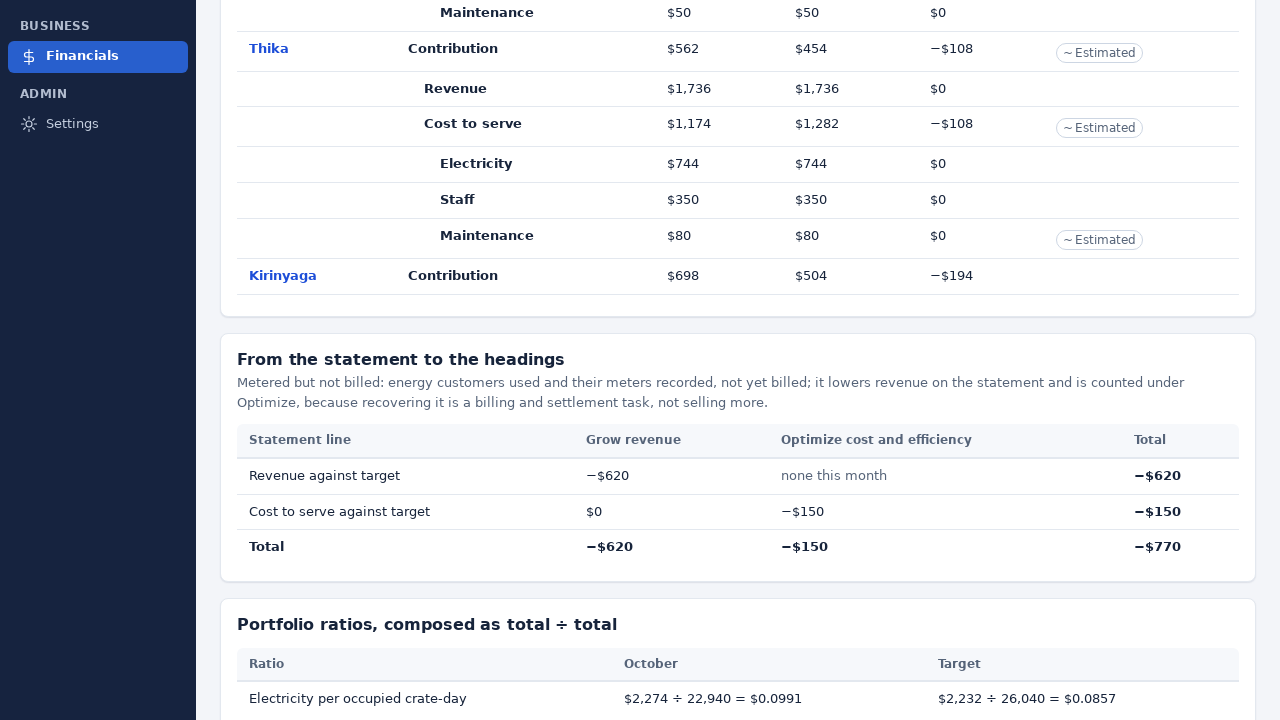 BUSINESS
Financials
ADMIN
Settings
Maintenance $50 $50 $0
Thika Contribution $562 $454 −$108 ~ Estimated
Revenue $1,736 $1,736 $0
Cost to serve $1,174 $1,282 −$108 ~ Estimated
Electricity $744 $744 $0
Staff $350 $350 $0
Maintenance $80 $80 $0 ~ Estimated
Kirinyaga Contribution $698 $504 −$194
From the statement to the headings
Metered but not billed: energy customers used and their meters recorded, not yet billed; it lowers revenue on the statement and is counted under
Optimize, because recovering it is a billing and settlement task, not selling more.
Statement line Grow revenue Optimize cost and efficiency Total
Revenue against target −$620 none this month −$620
Cost to serve against target $0 −$150 −$150
Total −$620 −$150 −$770
Portfolio ratios, composed as total ÷ total
Ratio October Target
Electricity per occupied crate-day $2,274 ÷ 22,940 = $0.0991 $2,232 ÷ 26,040 = $0.0857